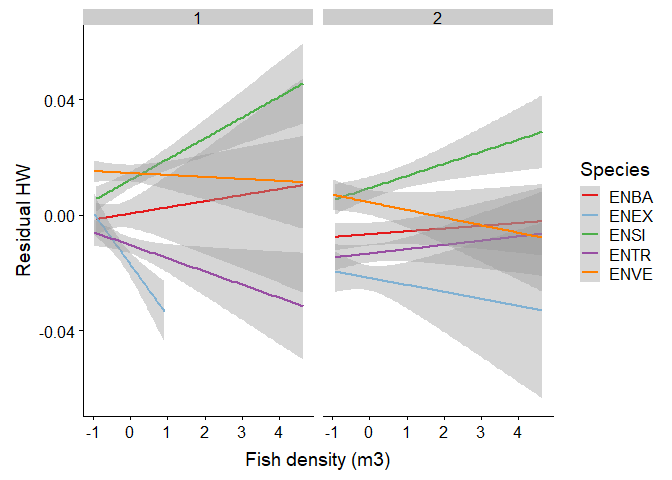 1 2
Residual HW
0.04
0.00
-0.04
-1 0 1 2 3 4 -1 0 1 2 3 4
Fish density (m3)
Species
ENBA
ENEX
ENSI
ENTR
ENVE